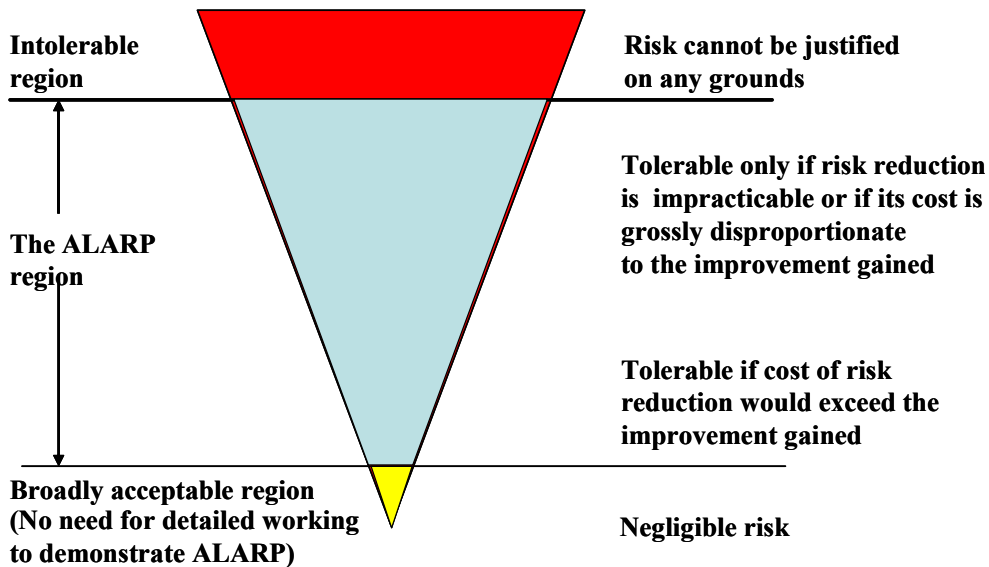 Intolerable
region
Risk cannot be justified
on any grounds
Tolerable only if risk reduction
is impracticable or if its cost is
grossly disproportionate
to the improvement gained
The ALARP
region
Tolerable if cost of risk
reduction would exceed the
improvement gained
Broadly acceptable region
(No need for detailed working
to demonstrate ALARP)
Negligible risk